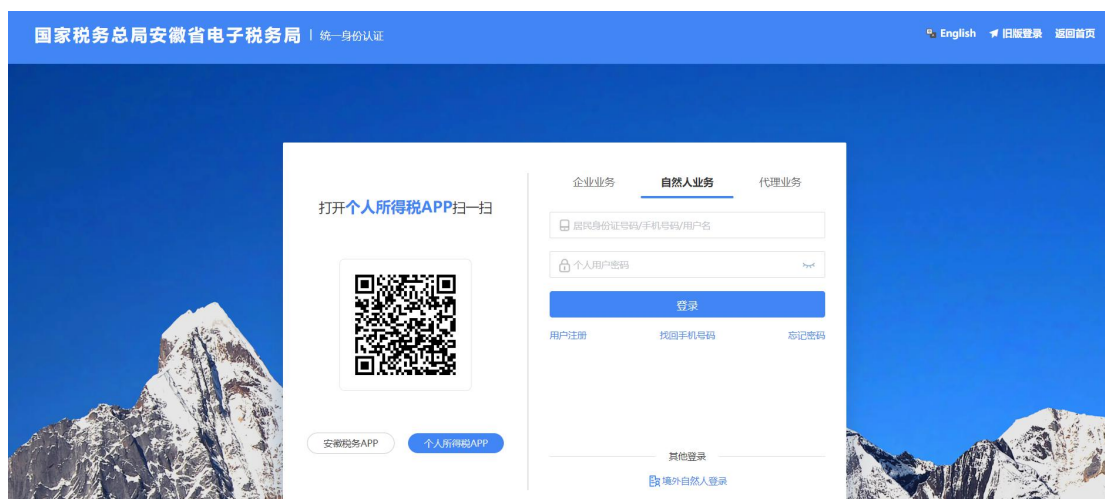 国家税务总局安徽省电子税务局 | 统一身份认证
English 旧版登录 返回首页
打开个人所得税APP扫一扫
安徽税务APP 个人所得税APP
企业业务 自然人业务 代理业务
居民身份证号码/手机号码/用户名
个人用户密码
登录
用户注册 找回手机号码 忘记密码
其他登录
境外自然人登录